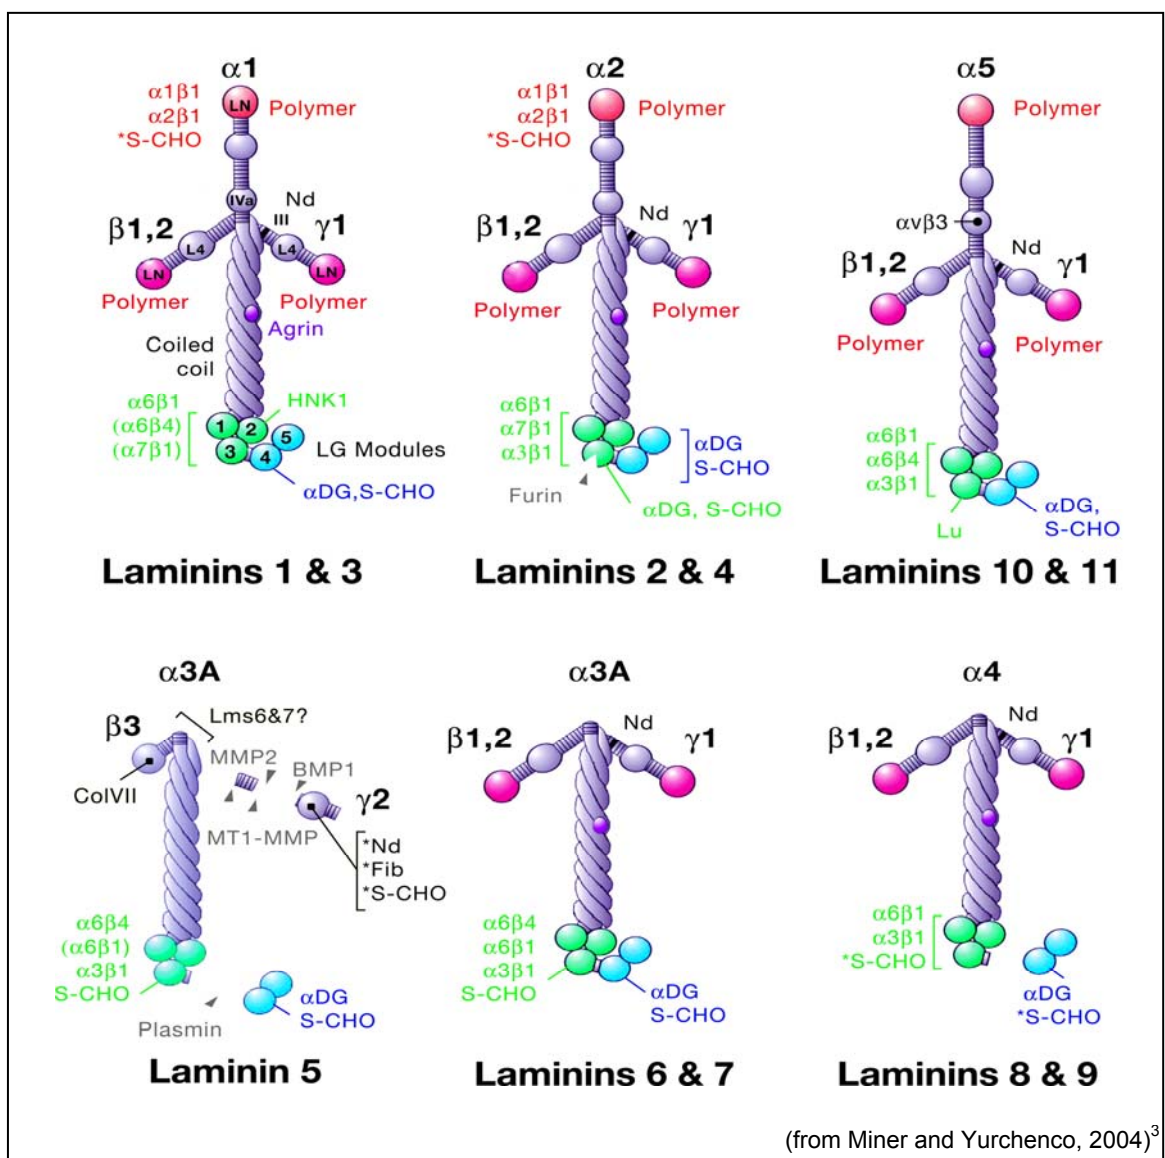 α1
α1β1
α2β1
*S-CHO
LN
Polymer
IVa
Nd
III
β1,2
γ1
L4
L4
LN
LN
Polymer
Polymer
Agrin
Coiled
coil
α6β1
(α6β4)
(α7β1)
HNK1
1
2
3
4
5
LG Modules
αDG,S-CHO
Laminins 1 & 3
α2
α1β1
α2β1
*S-CHO
Polymer
Nd
β1,2
γ1
Polymer
Polymer
α6β1
α7β1
α3β1
αDG
S-CHO
Furin
αDG, S-CHO
Laminins 2 & 4
α5
Polymer
αvβ3
Nd
β1,2
γ1
Polymer
Polymer
α6β1
α6β4
α3β1
Lu
αDG,
S-CHO
Laminins 10 & 11
α3A
β3
Lms6&7?
MMP2
BMP1
ColVII
γ2
MT1-MMP
*Nd
*Fib
*S-CHO
α6β4
(α6β1)
α3β1
S-CHO
αDG
S-CHO
Plasmin
Laminin 5
α3A
Nd
β1,2
γ1
α6β4
α6β1
α3β1
S-CHO
αDG
S-CHO
Laminins 6 & 7
α4
Nd
β1,2
γ1
α6β1
α3β1
*S-CHO
αDG
*S-CHO
Laminins 8 & 9
(from Miner and Yurchenco, 2004)3